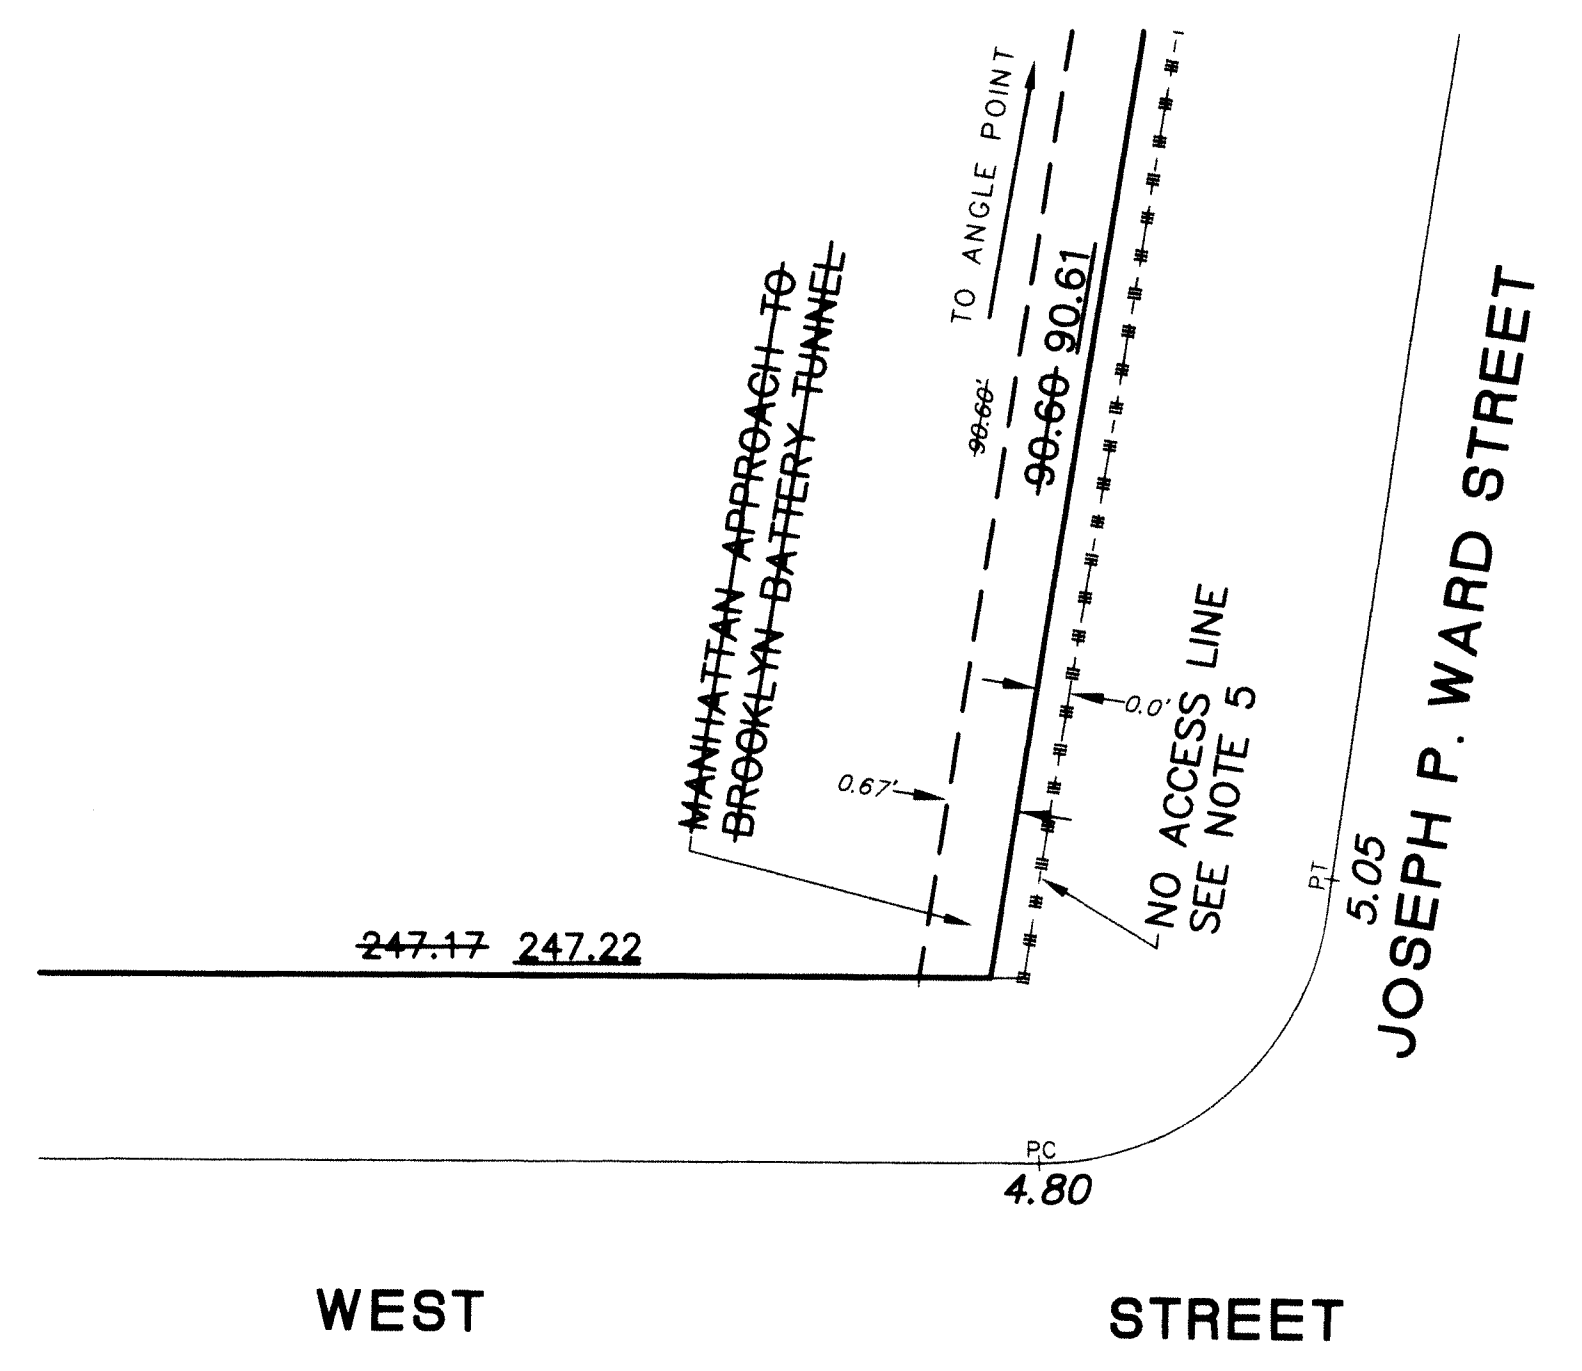 TO ANGLE POINT
MANHATTAN APPROACH TO
BROOKLYN BATTERY TUNNEL
90.60'
90.60 90.61
0.0'
0.67'
NO ACCESS LINE
SEE NOTE 5
JOSEPH P. WARD STREET
PT
5.05
247.17 247.22
PC
4.80
WEST STREET